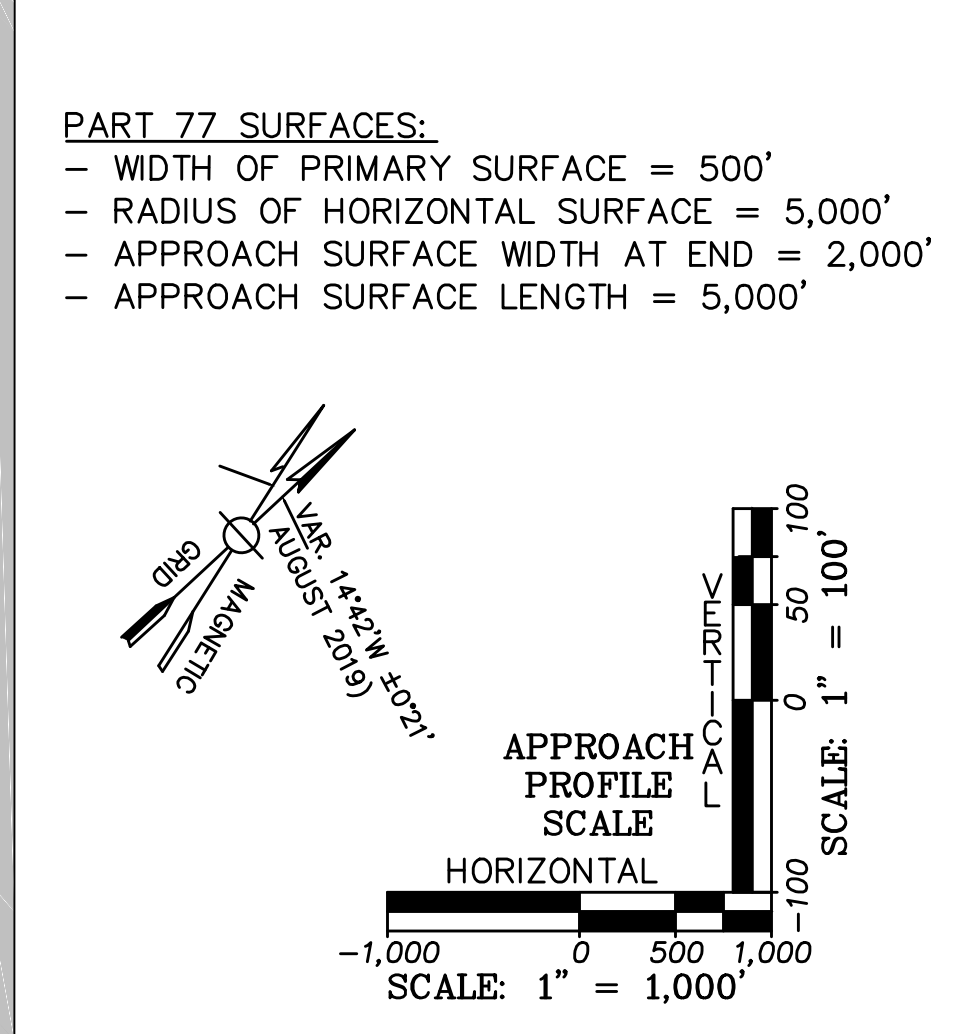 PART 77 SURFACES:
– WIDTH OF PRIMARY SURFACE = 500'
– RADIUS OF HORIZONTAL SURFACE = 5,000'
– APPROACH SURFACE WIDTH AT END = 2,000'
– APPROACH SURFACE LENGTH = 5,000'
GRID
MAGNETIC
VAR. 14°42'W ±0°21'
AUGUST 2019)
APPROACH
PROFILE
SCALE
VERTICAL
100
50
0
–100
SCALE: 1" = 100'
HORIZONTAL
–1,000 0 500 1,000
SCALE: 1" = 1,000'